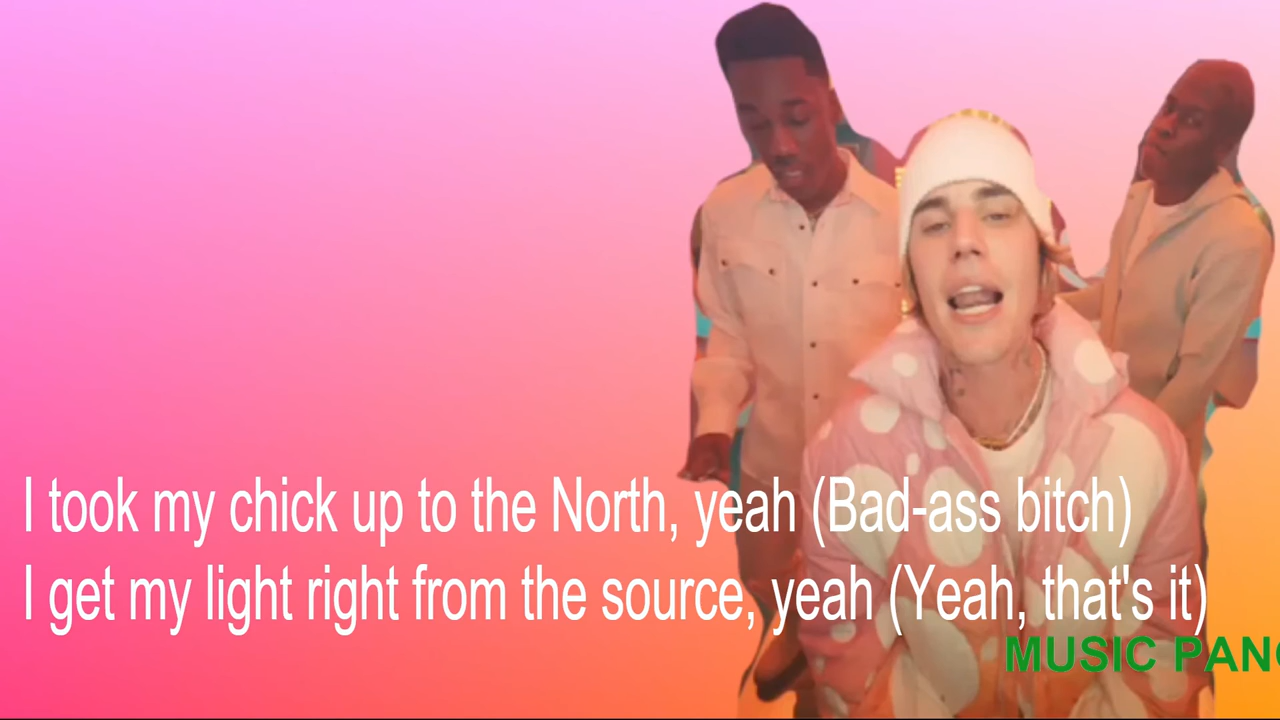 I took my chick up to the North, yeah (Bad-ass bitch)
I get my light right from the source, yeah (Yeah, that's it)
MUSIC PAN